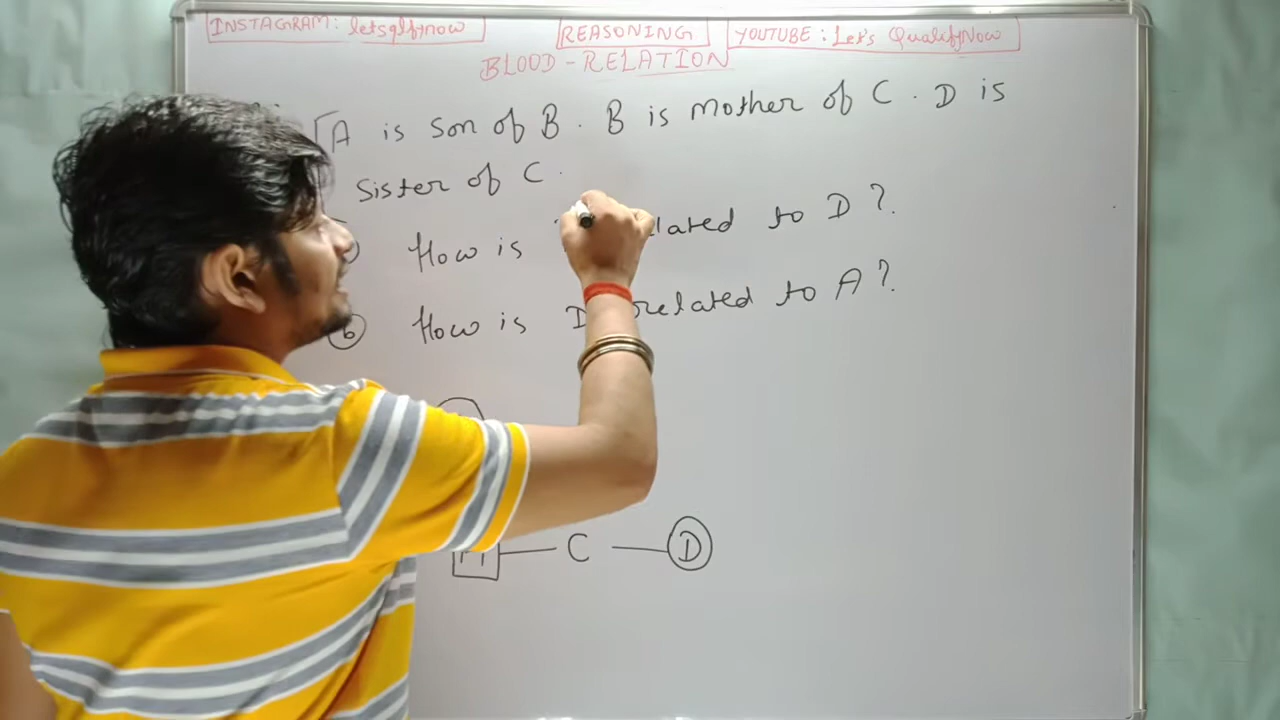 INSTAGRAM: letsqlfynow
REASONING
YOUTUBE: Let's QualifyNow
BLOOD-RELATION
A is son of B. B is Mother of C. D is
Sister of C.
How is related to D?
b How is D related to A?
A — C — D